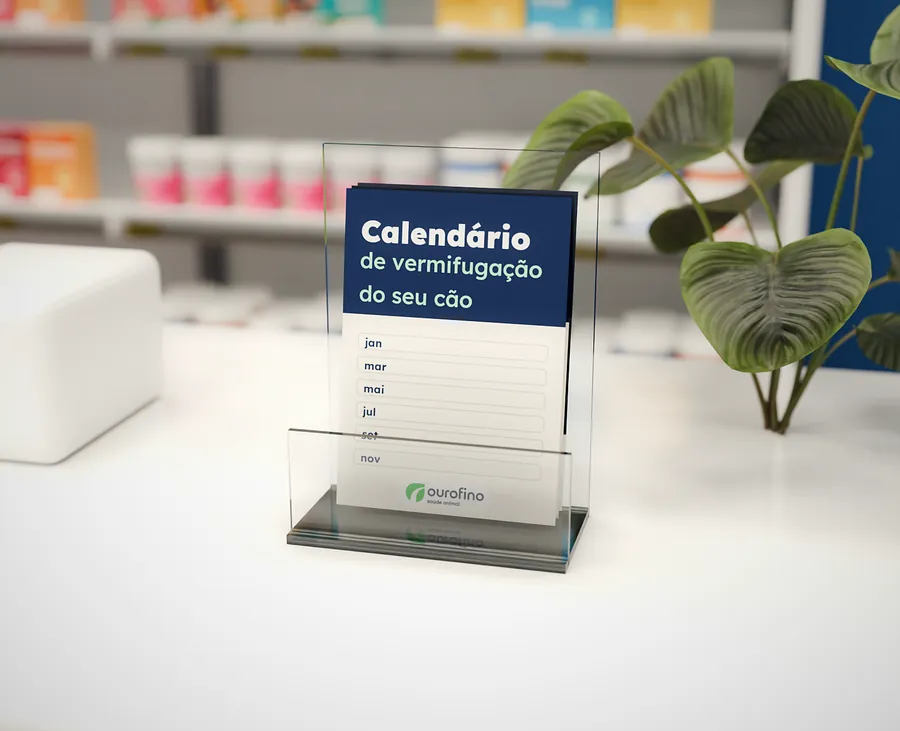 Calendário
de vermifugação
do seu cão
jan
mar
mai
jul
set
nov
ourofino
saúde animal